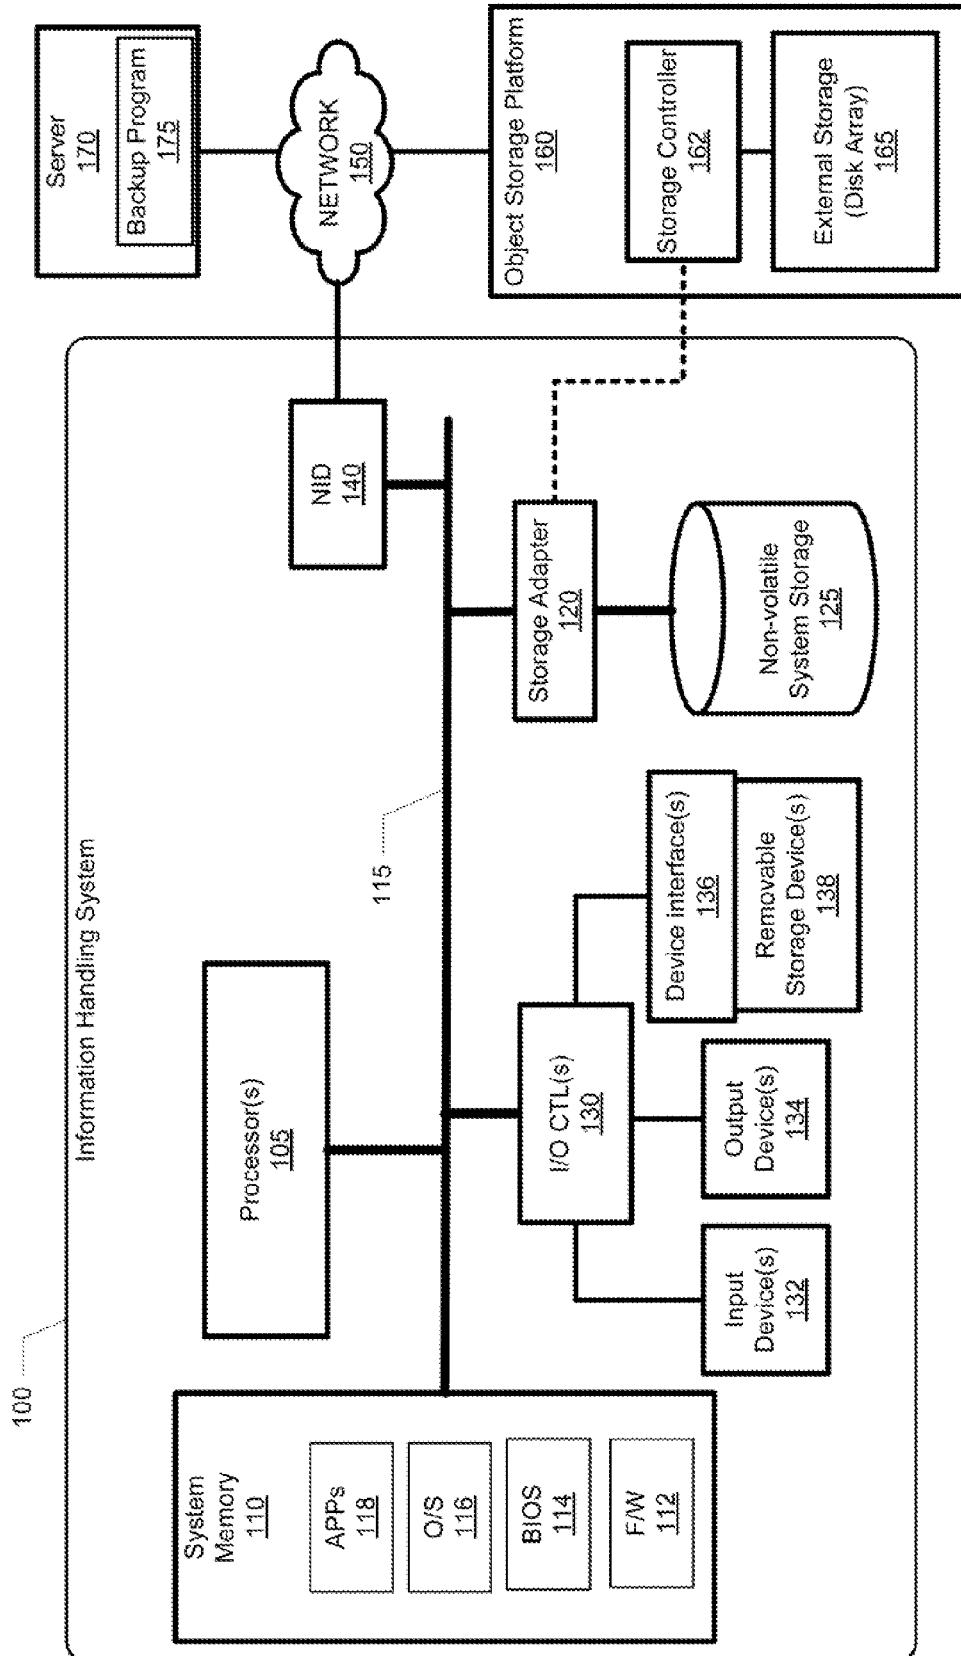 100
Information Handling System
System
Memory
110
APPs
118
O/S
116
BIOS
114
F/W
112
Processor(s)
105
115
I/O CTL(s)
130
Input
Device(s)
132
Output
Device(s)
134
Device interface(s)
136
Removable
Storage Device(s)
138
Storage Adapter
120
Non-volatile
System Storage
125
NID
140
NETWORK
150
Server
170
Backup Program
175
Object Storage Platform
160
Storage Controller
162
External Storage
(Disk Array)
165